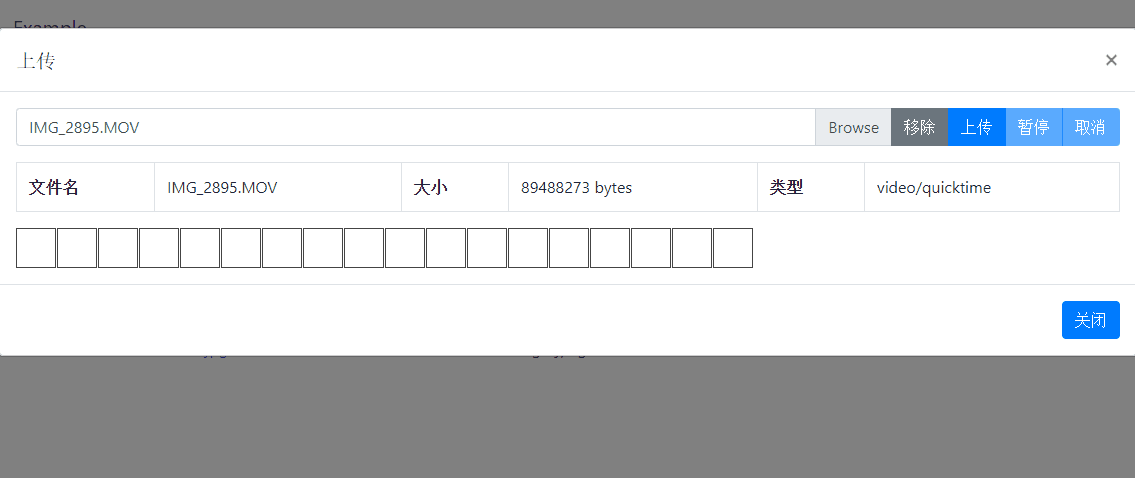 Example
上传 ×
IMG_2895.MOV Browse 移除 上传 暂停 取消
文件名 IMG_2895.MOV 大小 89488273 bytes 类型 video/quicktime
关闭